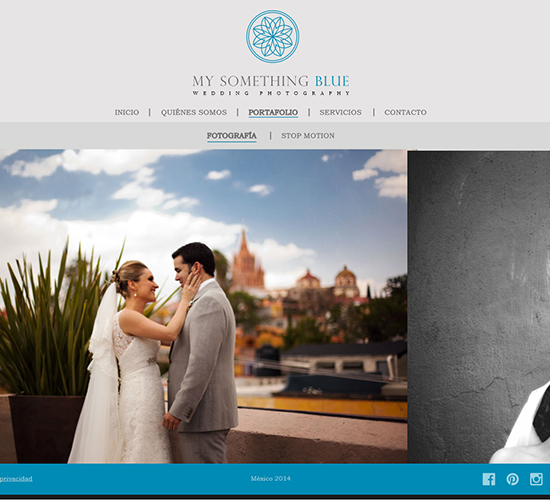 MY SOMETHING BLUE
WEDDING PHOTOGRAPHY
INICIO | QUIÉNES SOMOS | PORTAFOLIO | SERVICIOS | CONTACTO
FOTOGRAFÍA | STOP MOTION
privacidad México 2014